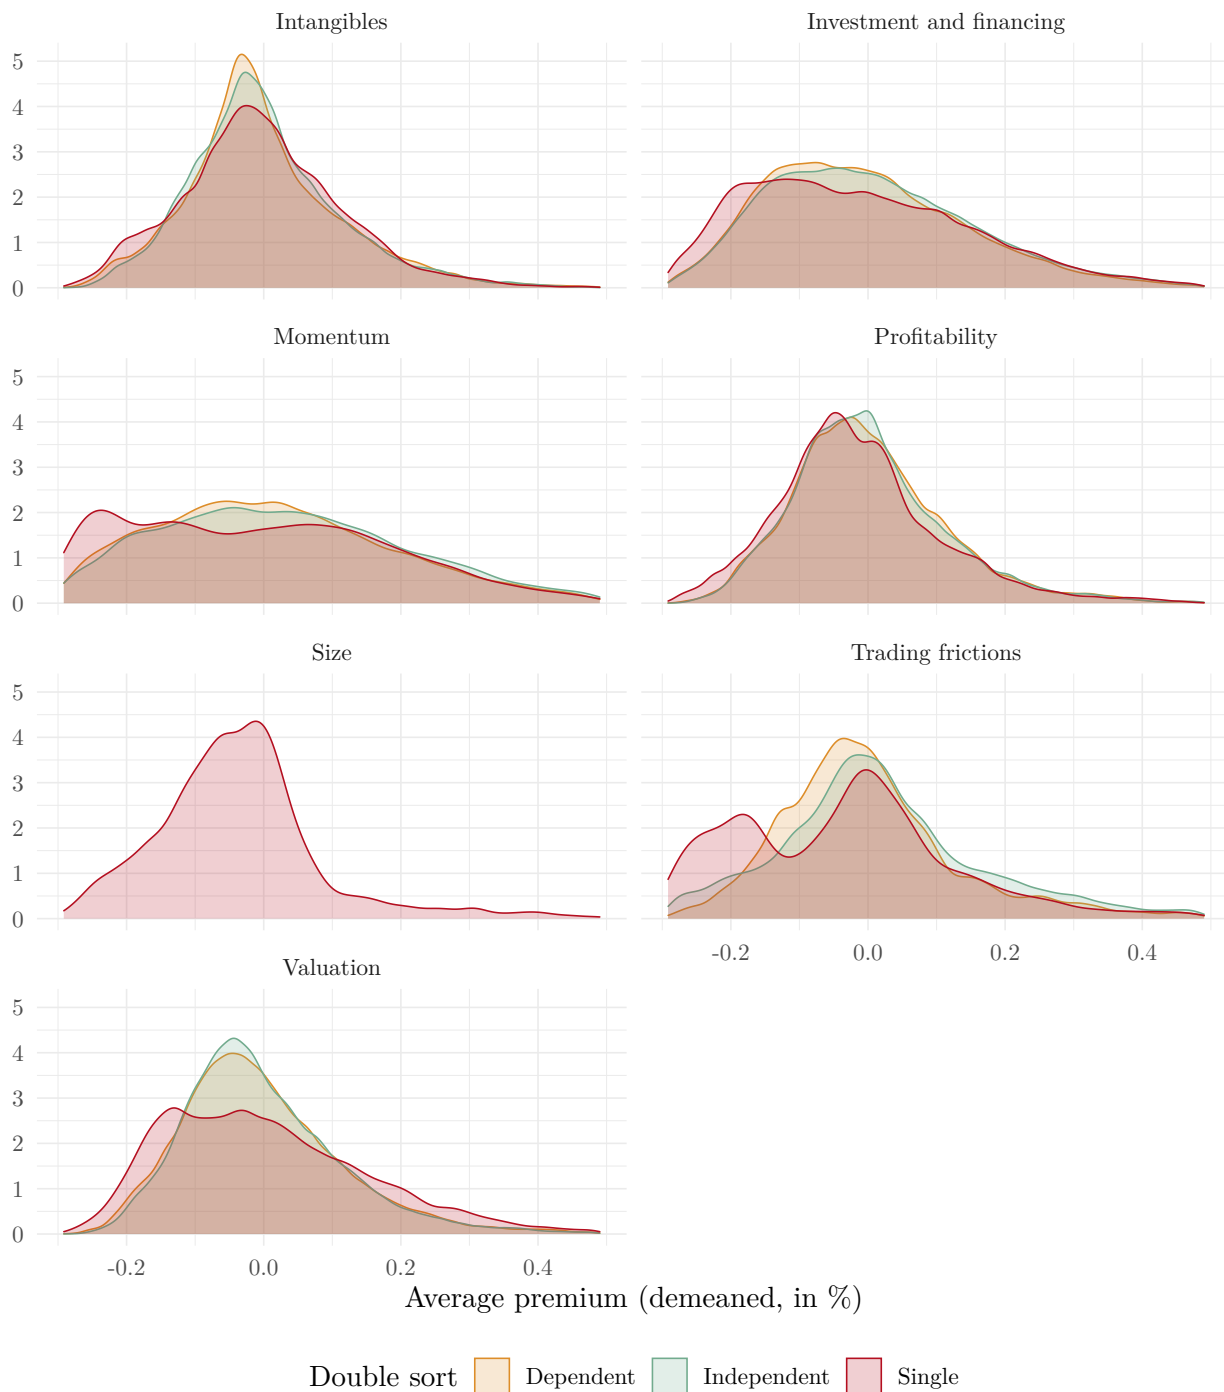 Intangibles
Investment and financing
5
4
3
2
1
0
Momentum
Profitability
5
4
3
2
1
0
Size
Trading frictions
5
4
3
2
1
0
-0.2 0.0 0.2 0.4
Valuation
5
4
3
2
1
0
-0.2 0.0 0.2 0.4
Average premium (demeaned, in %)
Double sort Dependent Independent Single